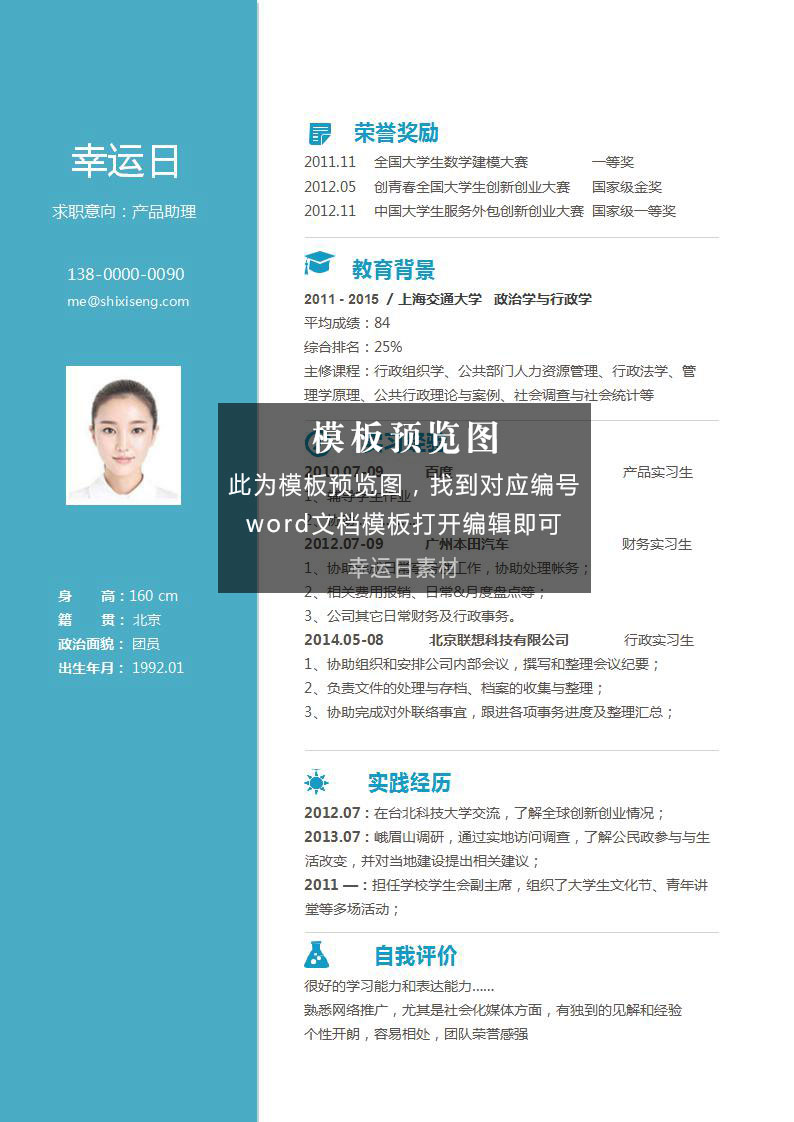 幸运日
求职意向：产品助理
138-0000-0090
me@shixiseng.com
身 高：160 cm
籍 贯： 北京
政治面貌： 团员
出生年月： 1992.01
荣誉奖励
2011.11 全国大学生数学建模大赛 一等奖
2012.05 创青春全国大学生创新创业大赛 国家级金奖
2012.11 中国大学生服务外包创新创业大赛 国家级一等奖
教育背景
2011 - 2015 / 上海交通大学 政治学与行政学
平均成绩：84
综合排名：25%
主修课程：行政组织学、公共部门人力资源管理、行政法学、管
理学原理、公共行政理论与案例、社会调查与社会统计等
模板预览图
此为模板预览图，找到对应编号
word文档模板打开编辑即可
幸运日素材
2010.07-09 百度 产品实习生
1、辅导学生作业
2012.07-09 广州本田汽车 财务实习生
1、协助 工作，协助处理帐务；
2、相关费用报销、日常&月度盘点等；
3、公司其它日常财务及行政事务。
2014.05-08 北京联想科技有限公司 行政实习生
1、协助组织和安排公司内部会议，撰写和整理会议纪要；
2、负责文件的处理与存档、档案的收集与整理；
3、协助完成对外联络事宜，跟进各项事务进度及整理汇总；
实践经历
2012.07：在台北科技大学交流，了解全球创新创业情况；
2013.07：峨眉山调研，通过实地访问调查，了解公民政参与与生
活改变，并对当地建设提出相关建议；
2011 —：担任学校学生会副主席，组织了大学生文化节、青年讲
堂等多场活动；
自我评价
很好的学习能力和表达能力......
熟悉网络推广，尤其是社会化媒体方面，有独到的见解和经验
个性开朗，容易相处，团队荣誉感强